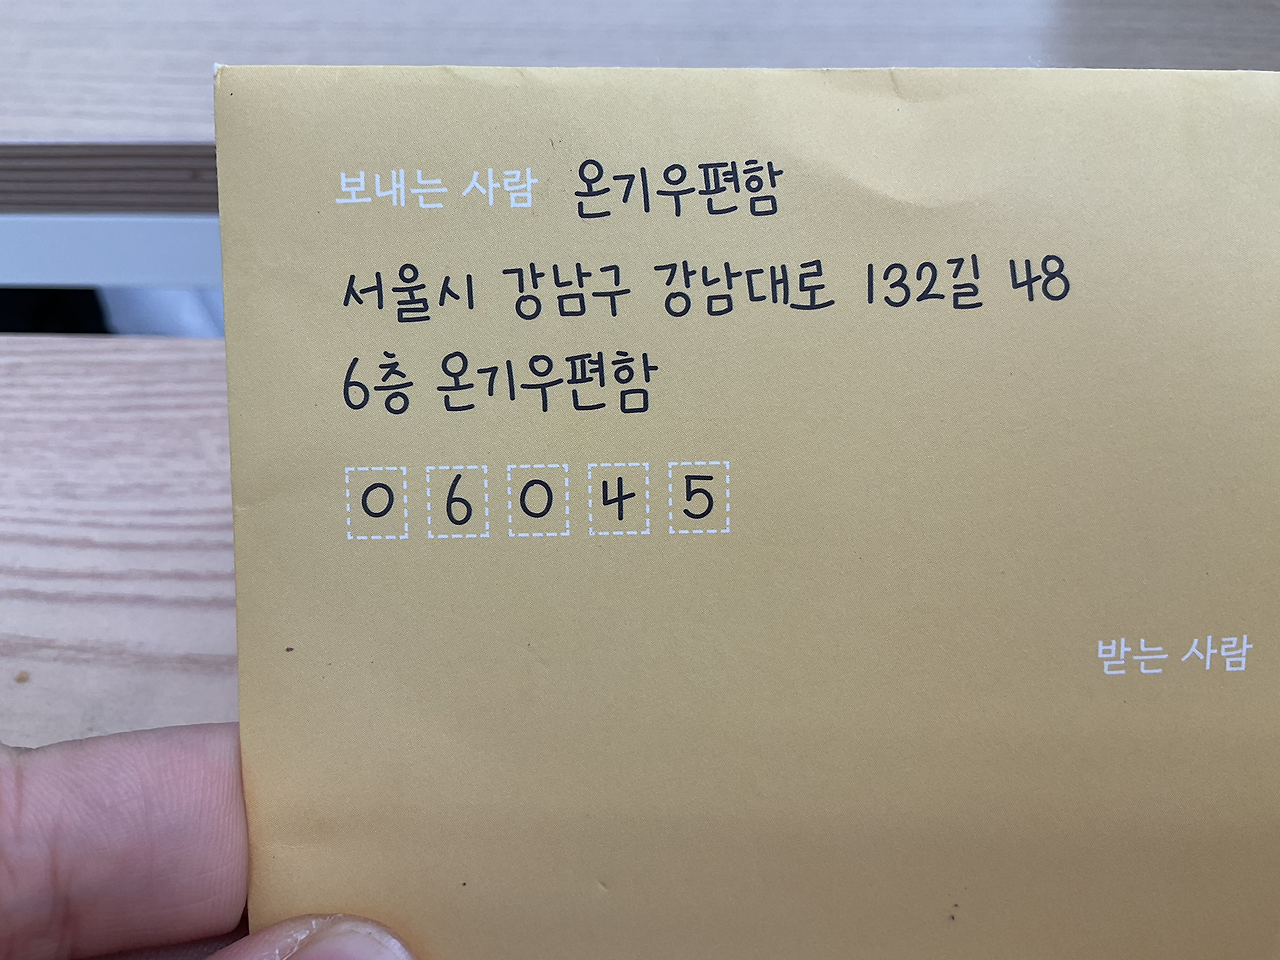 보내는 사람 온기우편함
서울시 강남구 강남대로 132길 48
6층 온기우편함
0 6 0 4 5
받는 사람